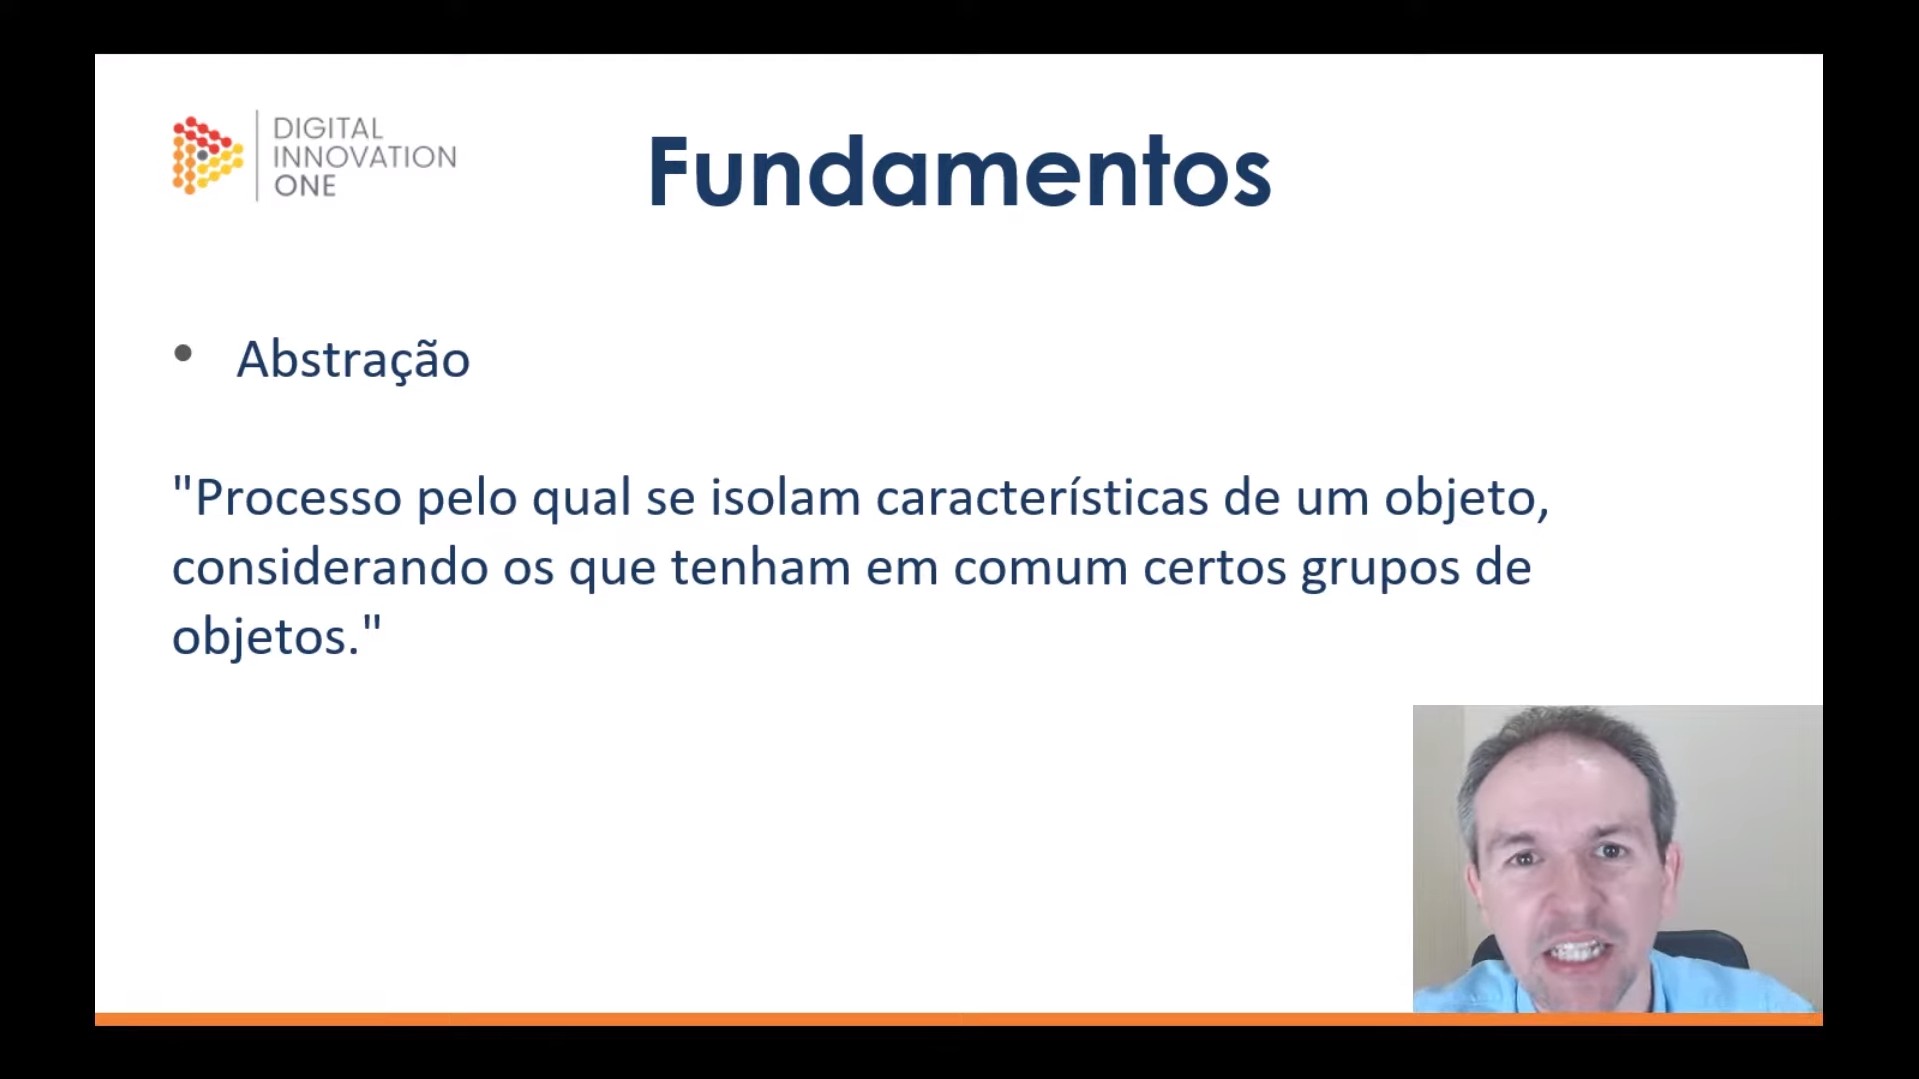 DIGITAL
INNOVATION
ONE
Fundamentos
• Abstração
"Processo pelo qual se isolam características de um objeto,
considerando os que tenham em comum certos grupos de
objetos."